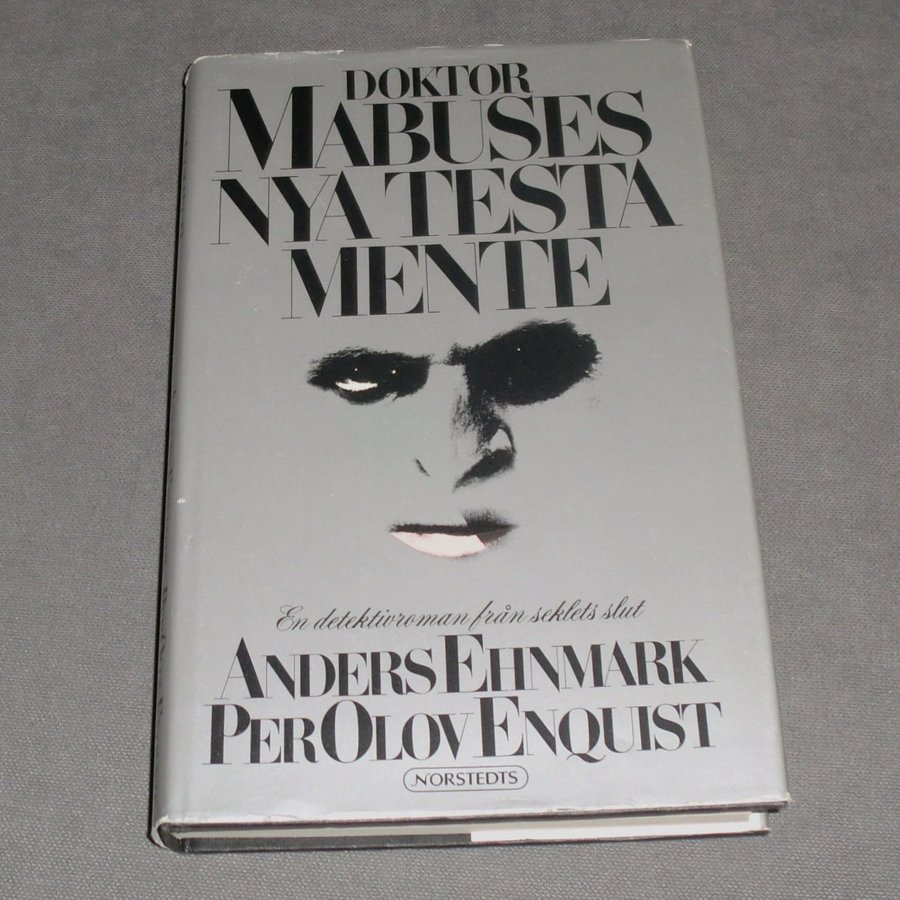 DOKTOR
MABUSES
NYA TESTA
MENTE
En detektivroman från seklets slut
ANDERS EHNMARK
PER OLOV ENQUIST
NORSTEDTS